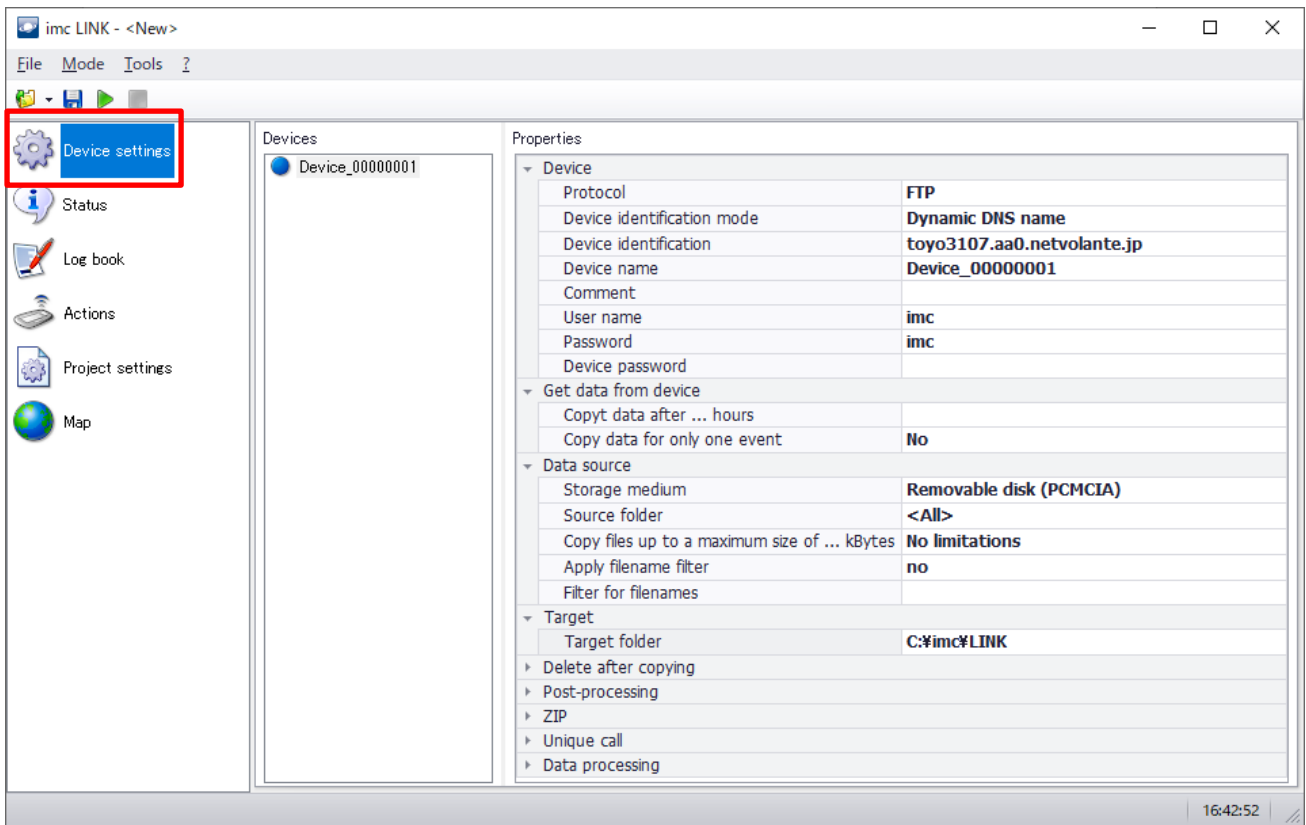 imc LINK - <New>
File Mode Tools ?
Device settings
Status
Log book
Actions
Project settings
Map
Devices
Device_00000001
Properties
Device
Protocol FTP
Device identification mode Dynamic DNS name
Device identification toyo3107.aa0.netvolante.jp
Device name Device_00000001
Comment
User name imc
Password imc
Device password
Get data from device
Copyt data after ... hours
Copy data for only one event No
Data source
Storage medium Removable disk (PCMCIA)
Source folder <All>
Copy files up to a maximum size of ... kBytes No limitations
Apply filename filter no
Filter for filenames
Target
Target folder C:¥imc¥LINK
Delete after copying
Post-processing
ZIP
Unique call
Data processing
16:42:52